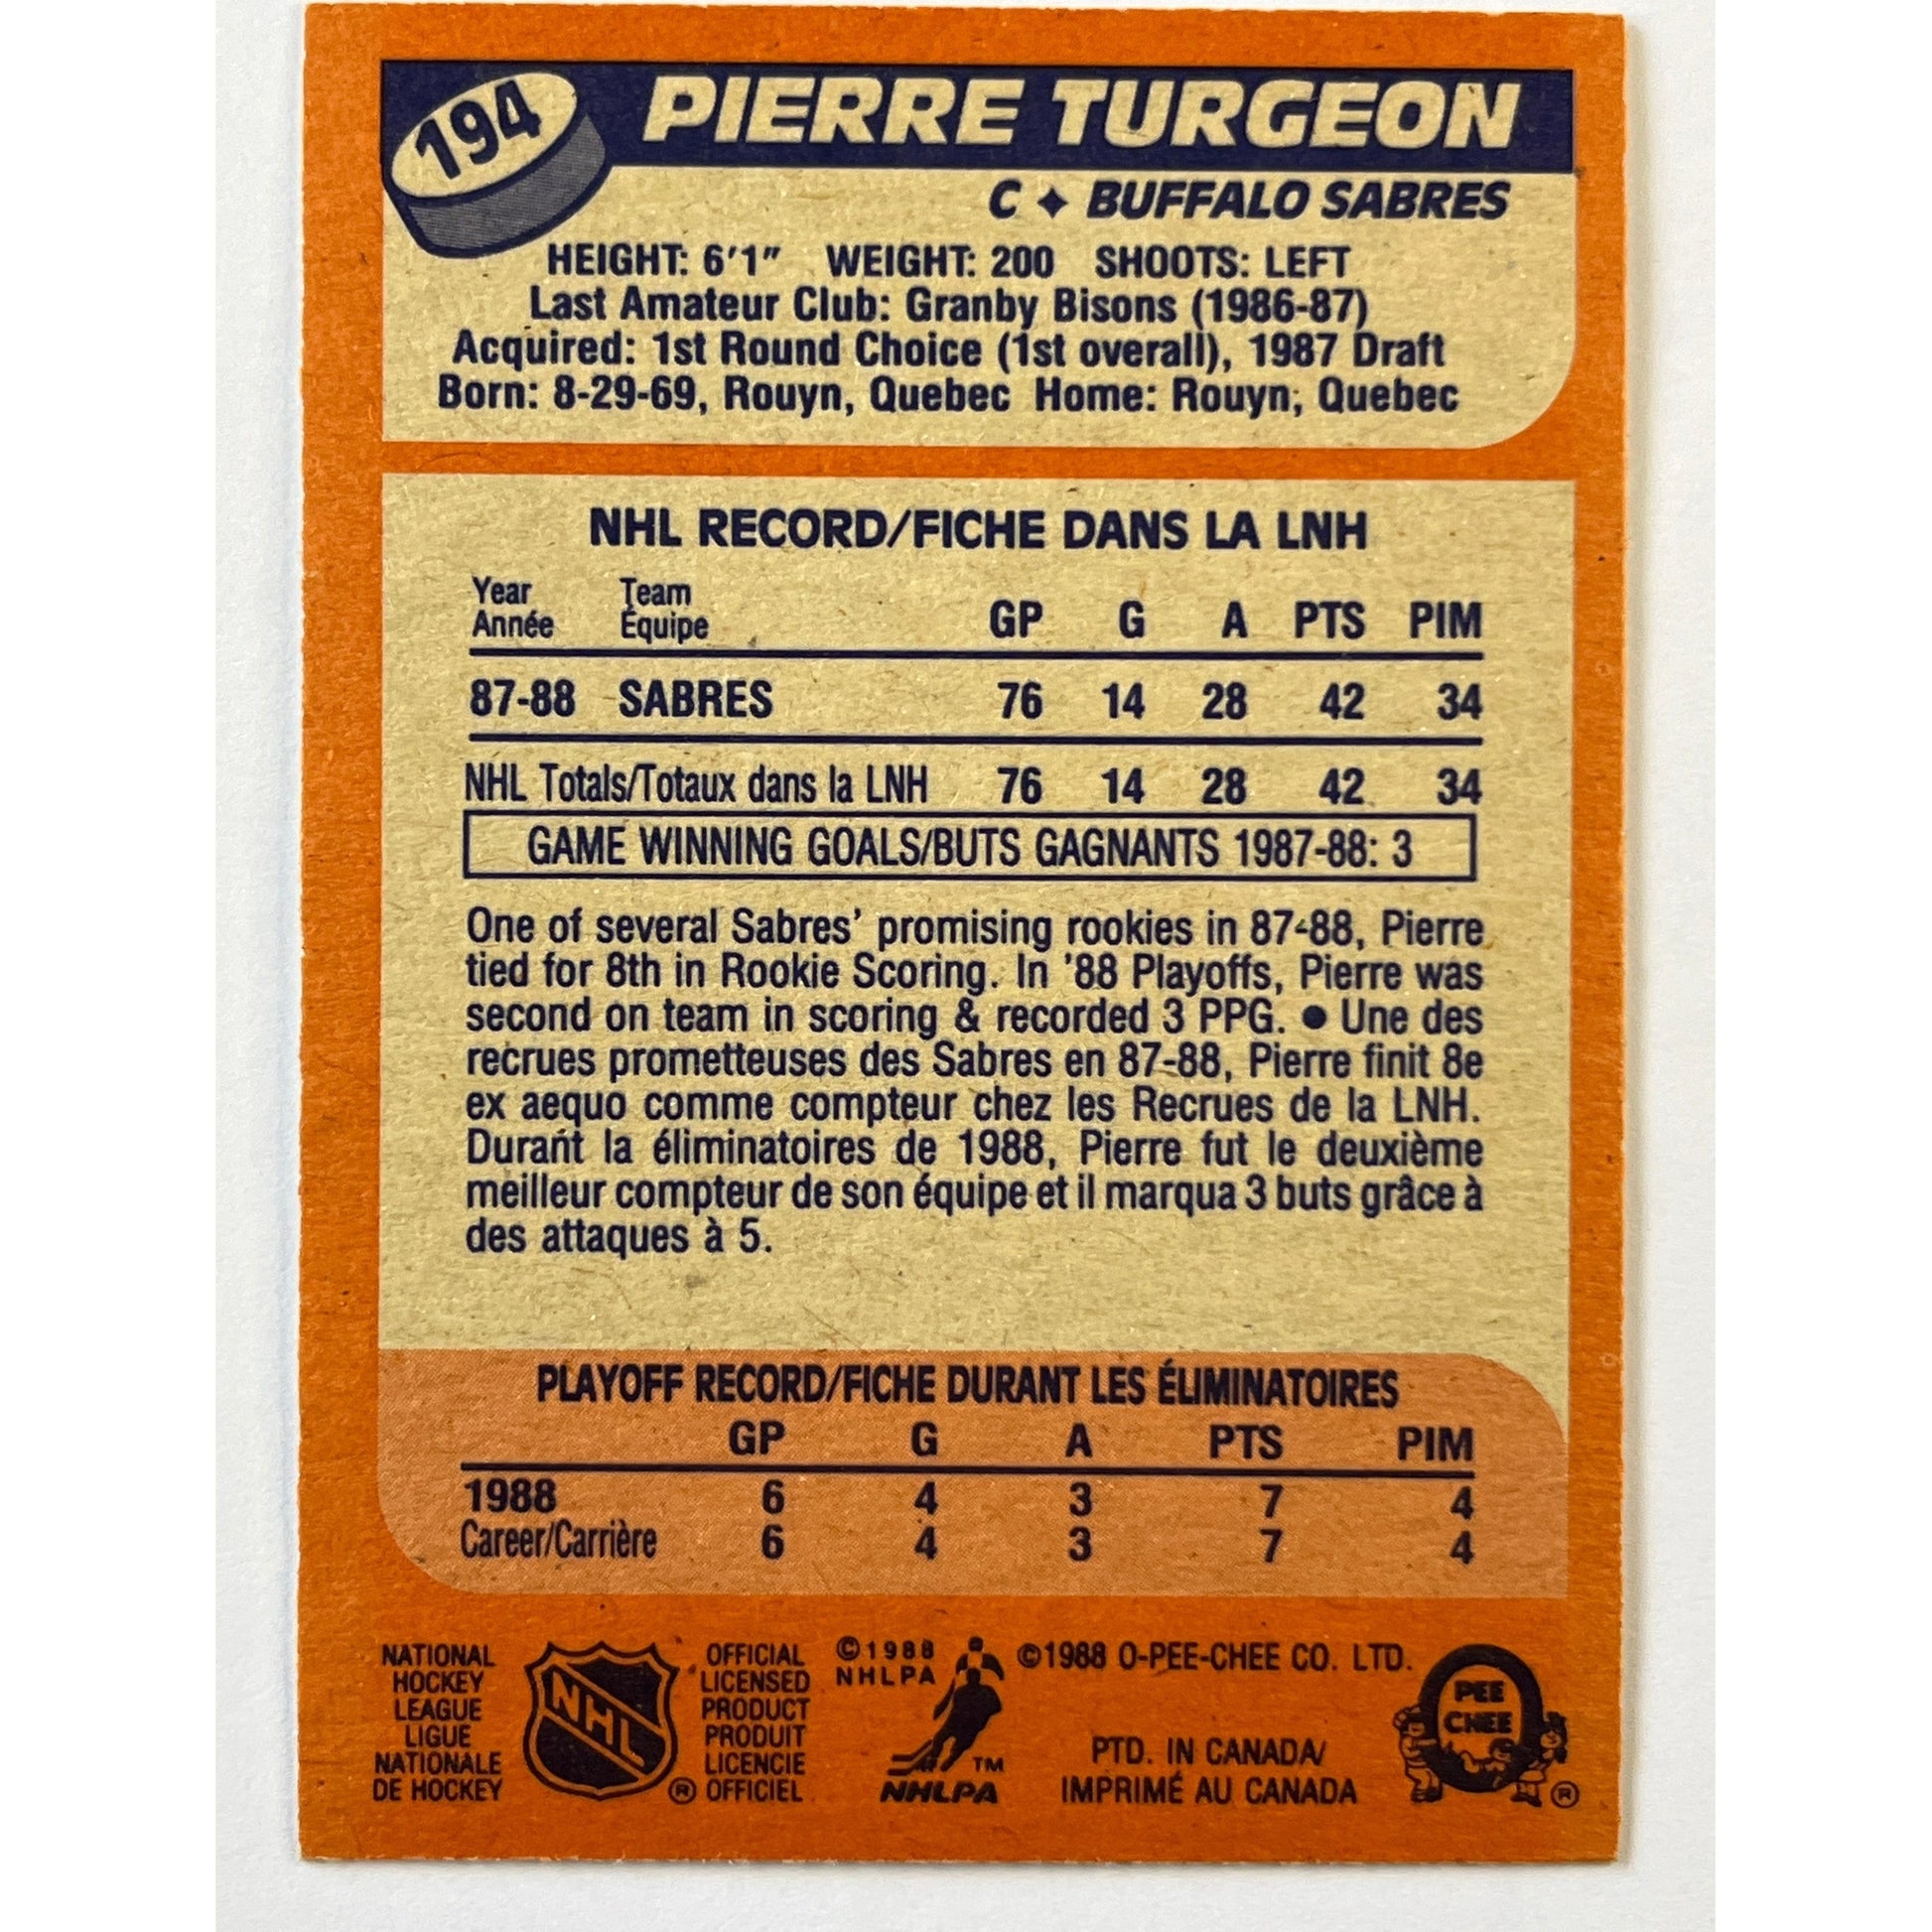 194
PIERRE TURGEON
C ✦ BUFFALO SABRES
HEIGHT: 6'1" WEIGHT: 200 SHOOTS: LEFT
Last Amateur Club: Granby Bisons (1986-87)
Acquired: 1st Round Choice (1st overall), 1987 Draft
Born: 8-29-69, Rouyn, Quebec Home: Rouyn, Quebec
NHL RECORD/FICHE DANS LA LNH
Year Team
Année Équipe GP G A PTS PIM
87-88 SABRES 76 14 28 42 34
NHL Totals/Totaux dans la LNH 76 14 28 42 34
GAME WINNING GOALS/BUTS GAGNANTS 1987-88: 3
One of several Sabres' promising rookies in 87-88, Pierre
tied for 8th in Rookie Scoring. In '88 Playoffs, Pierre was
second on team in scoring & recorded 3 PPG. ● Une des
recrues prometteuses des Sabres en 87-88, Pierre finit 8e
ex aequo comme compteur chez les Recrues de la LNH.
Durant la éliminatoires de 1988, Pierre fut le deuxième
meilleur compteur de son équipe et il marqua 3 buts grâce à
des attaques à 5.
PLAYOFF RECORD/FICHE DURANT LES ÉLIMINATOIRES
GP G A PTS PIM
1988 6 4 3 7 4
Career/Carrière 6 4 3 7 4
NATIONAL
HOCKEY
LEAGUE
LIGUE
NATIONALE
DE HOCKEY
NHL
®
OFFICIAL
LICENSED
PRODUCT
PRODUIT
LICENCIE
OFFICIEL
©1988
NHLPA
TM
NHLPA
©1988 O-PEE-CHEE CO. LTD.
PTD. IN CANADA/
IMPRIMÉ AU CANADA
PEE
CHEE
®